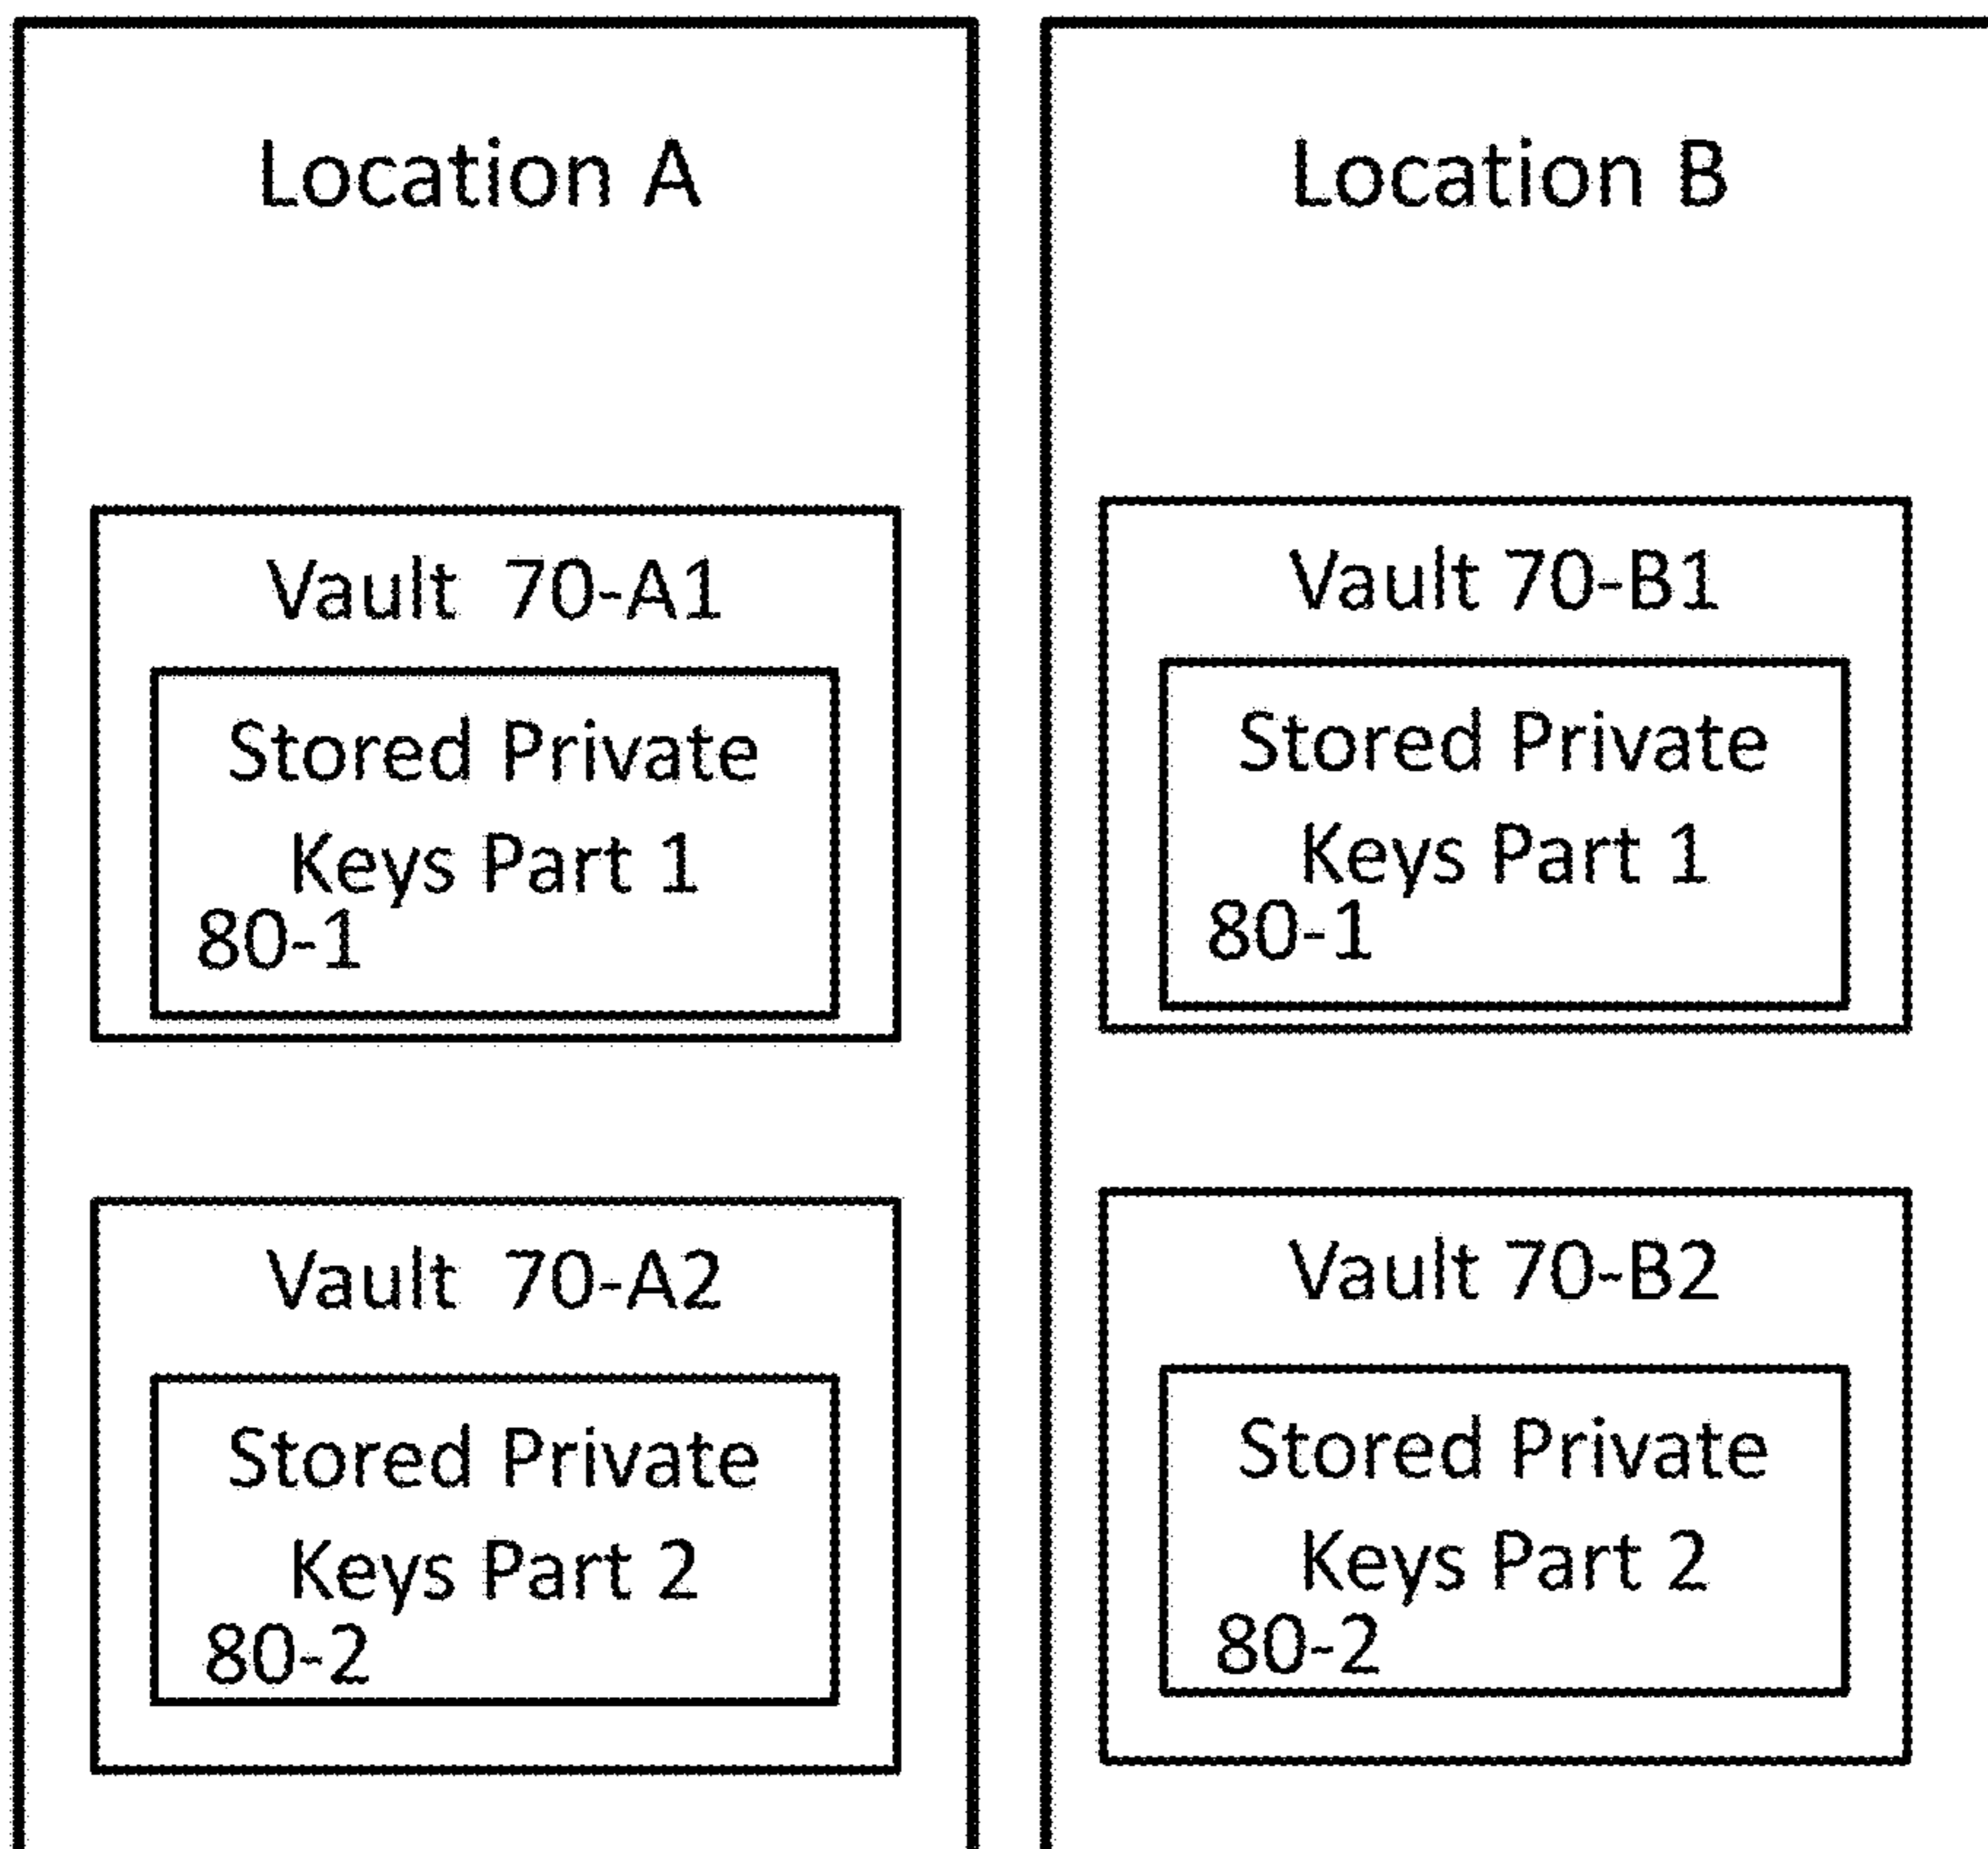 Location A
Vault 70-A1
Stored Private
Keys Part 1
80-1
Vault 70-A2
Stored Private
Keys Part 2
80-2
Location B
Vault 70-B1
Stored Private
Keys Part 1
80-1
Vault 70-B2
Stored Private
Keys Part 2
80-2